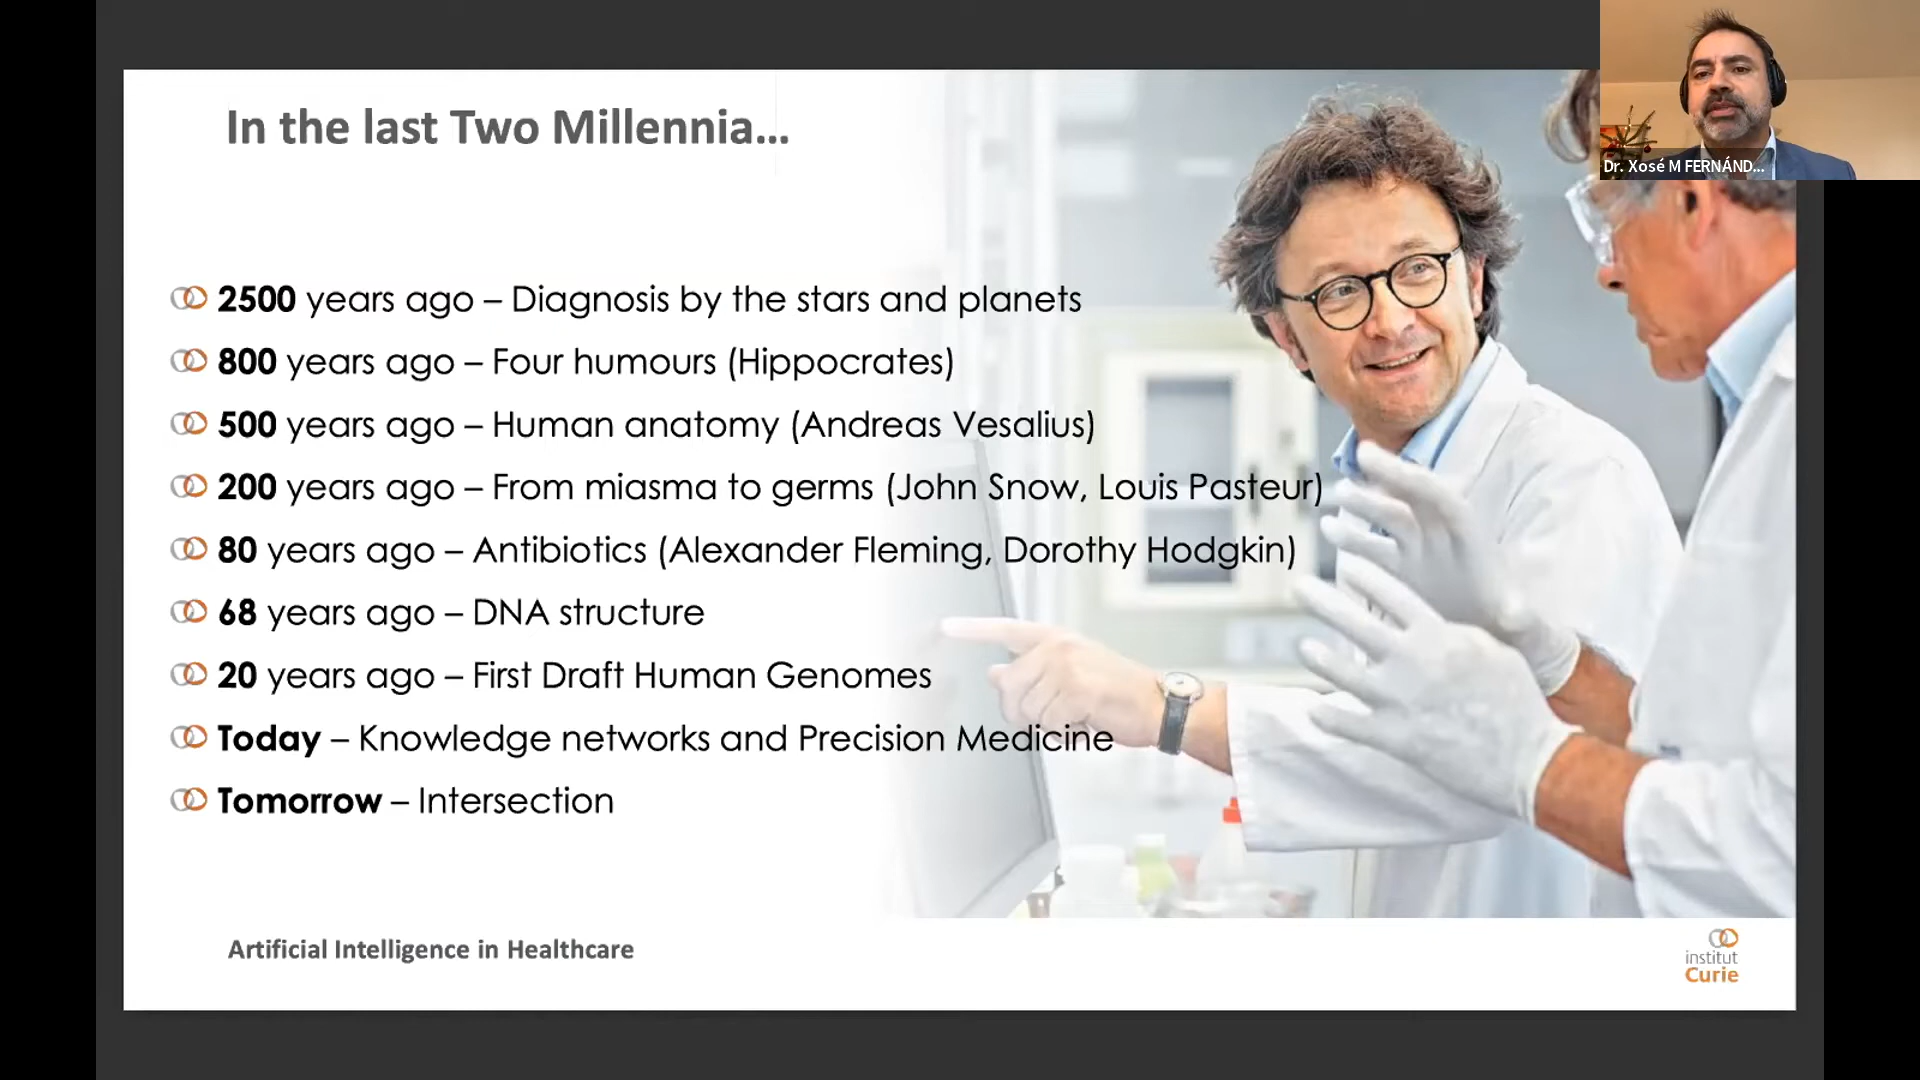 In the last Two Millennia...
Dr. Xosé M FERNÁND...
2500 years ago – Diagnosis by the stars and planets
800 years ago – Four humours (Hippocrates)
500 years ago – Human anatomy (Andreas Vesalius)
200 years ago – From miasma to germs (John Snow, Louis Pasteur)
80 years ago – Antibiotics (Alexander Fleming, Dorothy Hodgkin)
68 years ago – DNA structure
20 years ago – First Draft Human Genomes
Today – Knowledge networks and Precision Medicine
Tomorrow – Intersection
Artificial Intelligence in Healthcare
institut
Curie